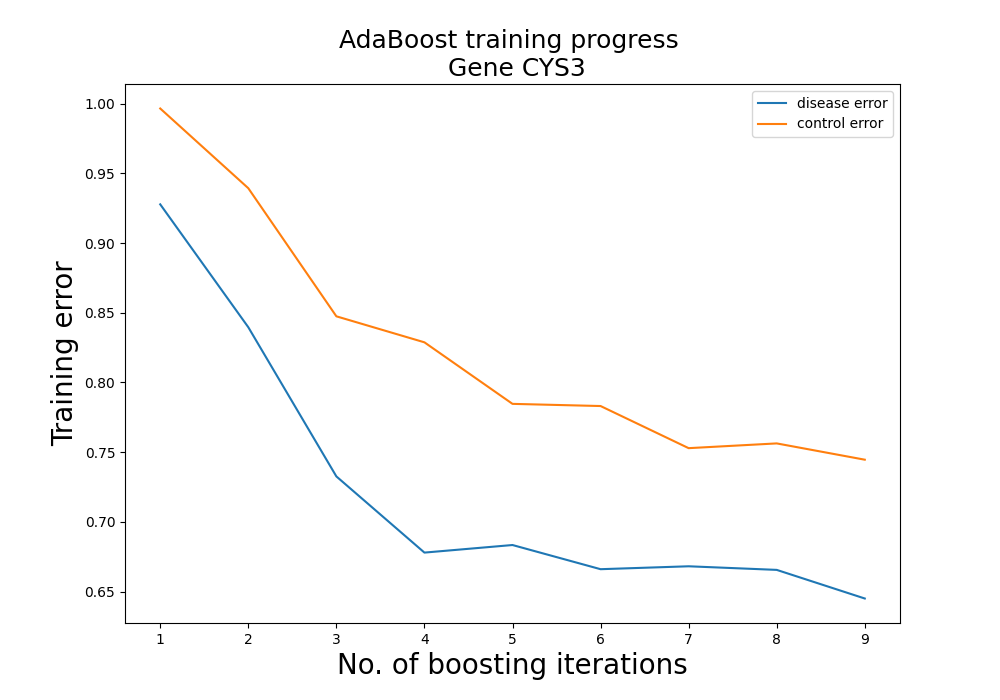 AdaBoost training progress
Gene CYS3
disease error
control error
Training error
1.00
0.95
0.90
0.85
0.80
0.75
0.70
0.65
1 2 3 4 5 6 7 8 9
No. of boosting iterations